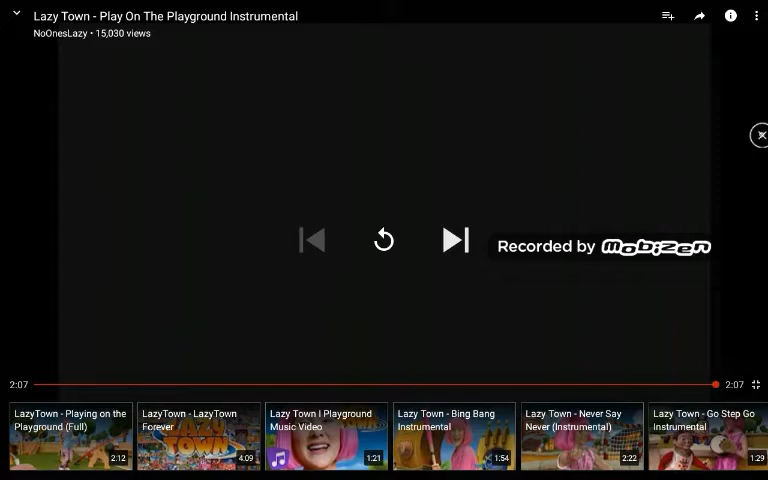 Lazy Town - Play On The Playground Instrumental
NoOnesLazy • 15,030 views
Recorded by Mobizen
2:07
2:07
LazyTown - Playing on the
Playground (Full)
2:12
LazyTown - LazyTown
Forever
LAZY
TOWN
4:09
Lazy Town I Playground
Music Video
1:21
Lazy Town - Bing Bang
Instrumental
1:54
Lazy Town - Never Say
Never (Instrumental)
2:22
Lazy Town - Go Step Go
Instrumental
1:29